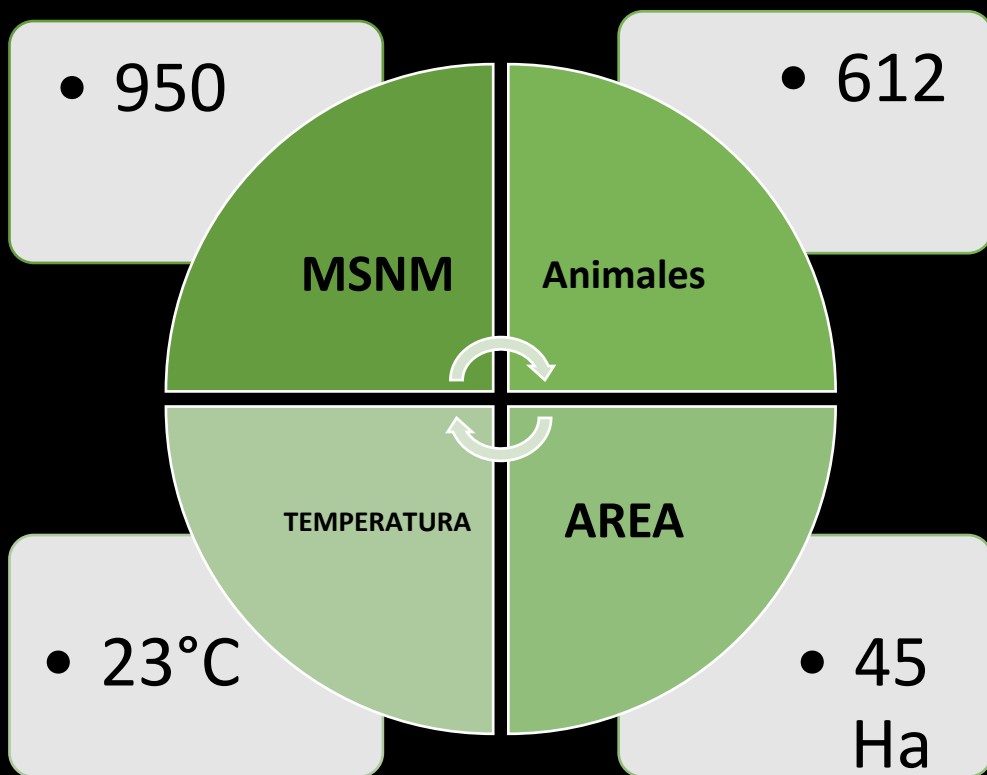 • 950
• 612
MSNM
Animales
TEMPERATURA
AREA
• 23°C
• 45
Ha